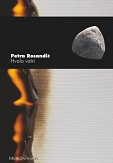 Petra Rosandić
Hvala vatri